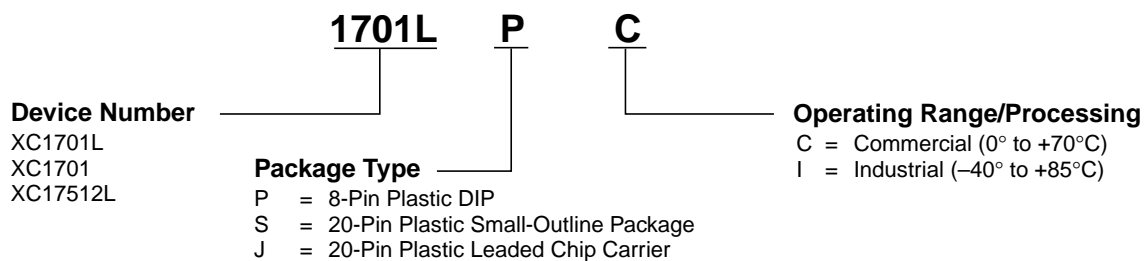 1701L P C
Device Number
XC1701L
XC1701
XC17512L
Package Type
P = 8-Pin Plastic DIP
S = 20-Pin Plastic Small-Outline Package
J = 20-Pin Plastic Leaded Chip Carrier
Operating Range/Processing
C = Commercial (0° to +70°C)
I = Industrial (–40° to +85°C)